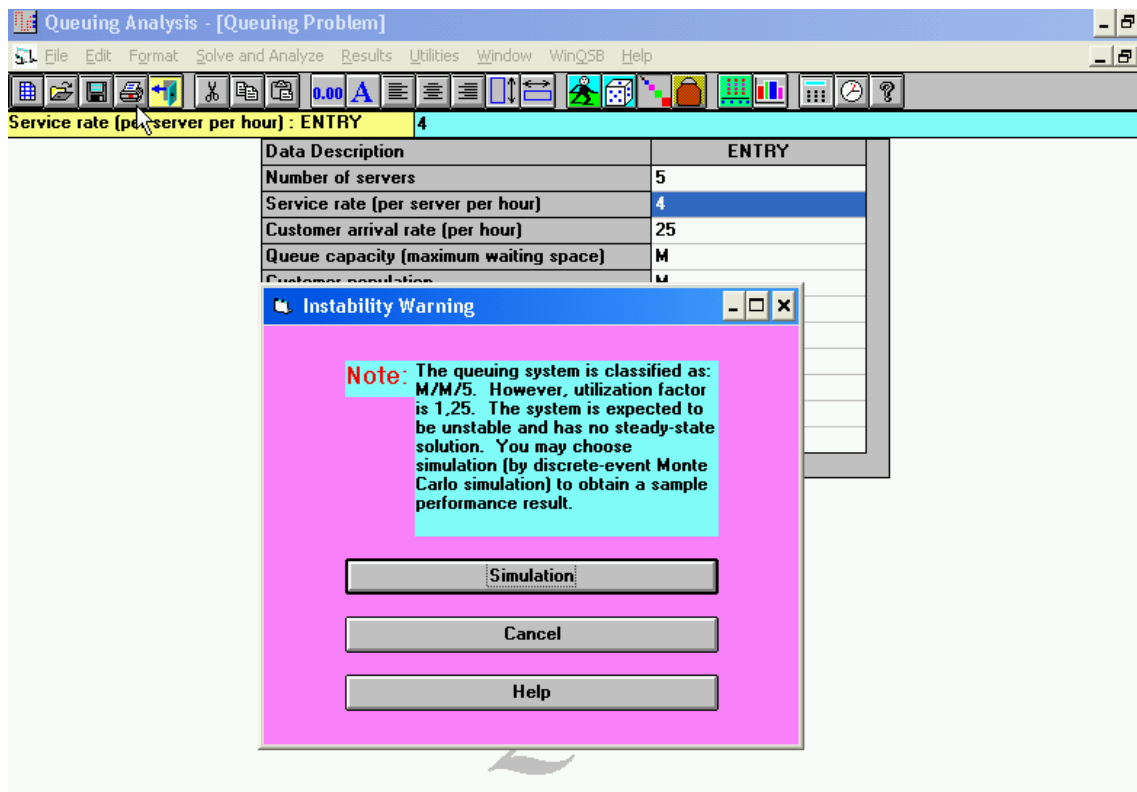 Queuing Analysis - [Queuing Problem]
File Edit Format Solve and Analyze Results Utilities Window WinQSB Help
0.00 A
Service rate (per server per hour) : ENTRY 4
Data Description ENTRY
Number of servers 5
Service rate (per server per hour) 4
Customer arrival rate (per hour) 25
Queue capacity (maximum waiting space) M
Customer population M
Instability Warning
Note: The queuing system is classified as:
M/M/5. However, utilization factor
is 1,25. The system is expected to
be unstable and has no steady-state
solution. You may choose
simulation (by discrete-event Monte
Carlo simulation) to obtain a sample
performance result.
Simulation
Cancel
Help